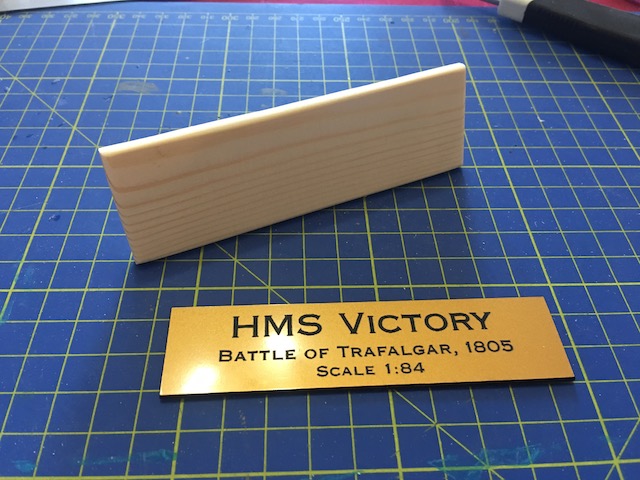 HMS Victory
Battle of Trafalgar, 1805
Scale 1:84